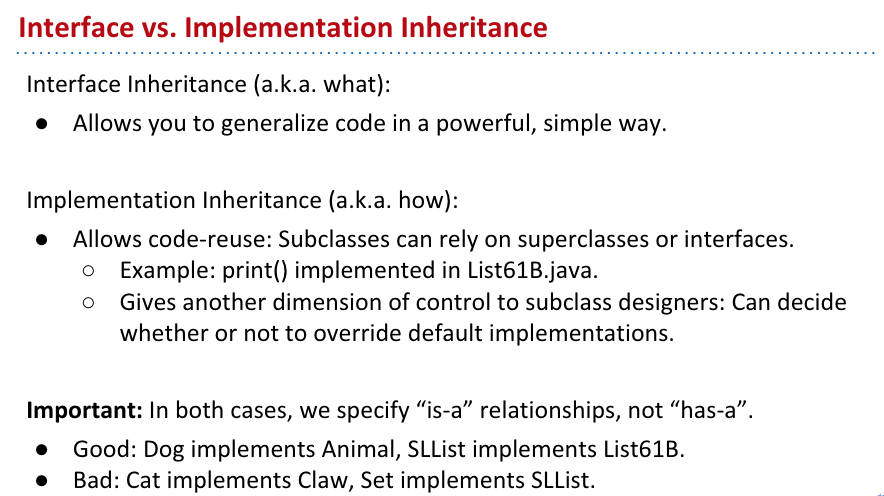 Interface vs. Implementation Inheritance
Interface Inheritance (a.k.a. what):
● Allows you to generalize code in a powerful, simple way.
Implementation Inheritance (a.k.a. how):
● Allows code-reuse: Subclasses can rely on superclasses or interfaces.
○ Example: print() implemented in List61B.java.
○ Gives another dimension of control to subclass designers: Can decide
whether or not to override default implementations.
Important: In both cases, we specify “is-a” relationships, not “has-a”.
● Good: Dog implements Animal, SLList implements List61B.
● Bad: Cat implements Claw, Set implements SLList.